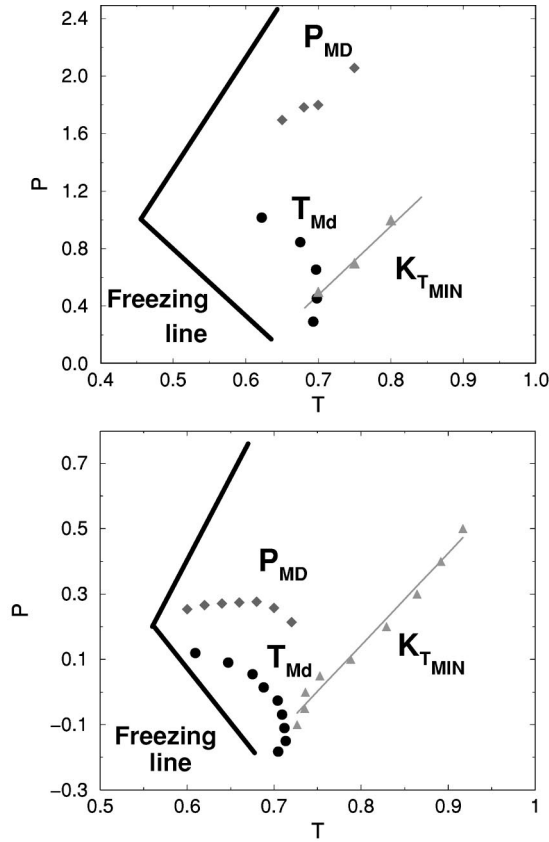 2.4
2.0
1.6
1.2
0.8
0.4
0.0
P
P_MD
T_Md
K_T_MIN
Freezing
line
0.4 0.5 0.6 0.7 0.8 0.9 1.0
T
0.7
0.5
0.3
0.1
−0.1
−0.3
P
P_MD
T_Md
K_T_MIN
Freezing
line
0.5 0.6 0.7 0.8 0.9 1
T